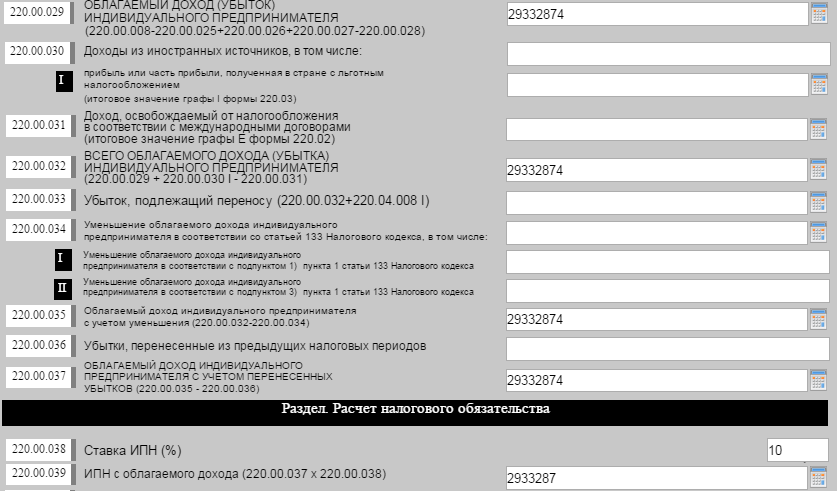 220.00.029
ОБЛАГАЕМЫЙ ДОХОД (УБЫТОК)
ИНДИВИДУАЛЬНОГО ПРЕДПРИНИМАТЕЛЯ
(220.00.008-220.00.025+220.00.026+220.00.027-220.00.028)
29332874
220.00.030
Доходы из иностранных источников, в том числе:
I
прибыль или часть прибыли, полученная в стране с льготным
налогообложением
(итоговое значение графы I формы 220.03)
220.00.031
Доход, освобождаемый от налогообложения
в соответствии с международными договорами
(итоговое значение графы E формы 220.02)
220.00.032
ВСЕГО ОБЛАГАЕМОГО ДОХОДА (УБЫТКА)
ИНДИВИДУАЛЬНОГО ПРЕДПРИНИМАТЕЛЯ
(220.00.029 + 220.00.030 I - 220.00.031)
29332874
220.00.033
Убыток, подлежащий переносу (220.00.032+220.04.008 I)
220.00.034
Уменьшение облагаемого дохода индивидуального
предпринимателя в соответствии со статьей 133 Налогового кодекса, в том числе:
I
Уменьшение облагаемого дохода индивидуального
предпринимателя в соответствии с подпунктом 1) пункта 1 статьи 133 Налогового кодекса
II
Уменьшение облагаемого дохода индивидуального
предпринимателя в соответствии с подпунктом 3) пункта 1 статьи 133 Налогового кодекса
220.00.035
Облагаемый доход индивидуального предпринимателя
с учетом уменьшения (220.00.032-220.00.034)
29332874
220.00.036
Убытки, перенесенные из предыдущих налоговых периодов
220.00.037
ОБЛАГАЕМЫЙ ДОХОД ИНДИВИДУАЛЬНОГО
ПРЕДПРИНИМАТЕЛЯ С УЧЕТОМ ПЕРЕНЕСЕННЫХ
УБЫТКОВ (220.00.035 - 220.00.036)
29332874
Раздел. Расчет налогового обязательства
220.00.038
Ставка ИПН (%)
10
220.00.039
ИПН с облагаемого дохода (220.00.037 x 220.00.038)
2933287